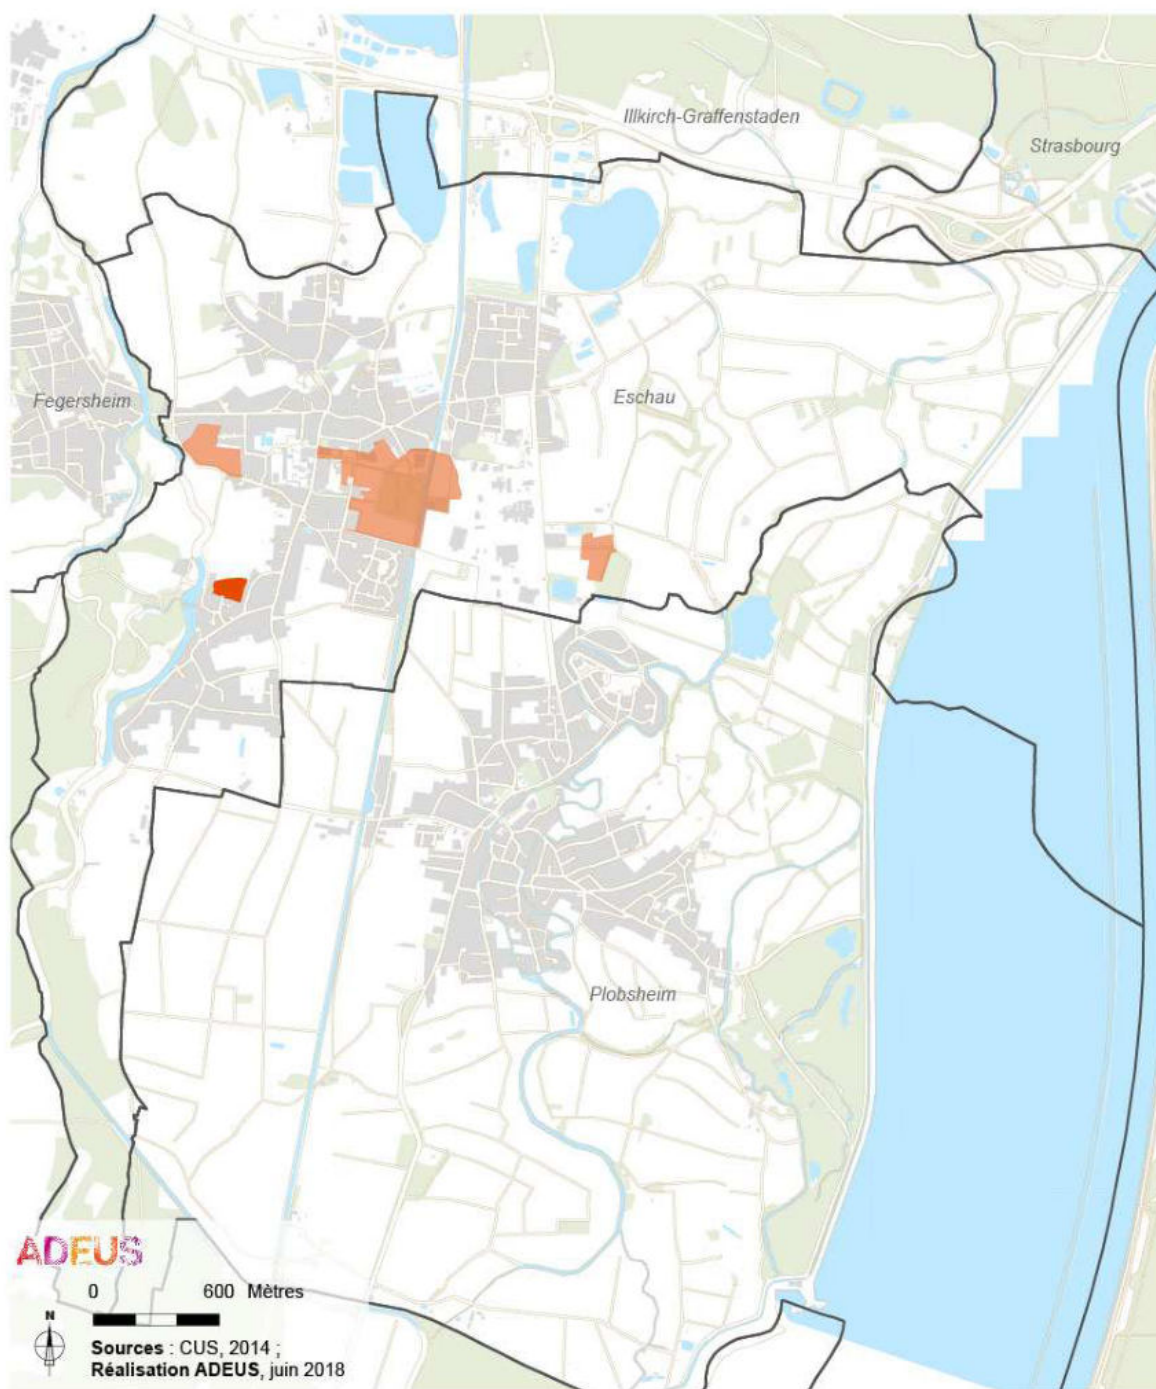 Illkirch-Graffenstaden
Strasbourg
Fegersheim
Eschau
Plobsheim
ADEUS
0 600 Mètres
N
Sources : CUS, 2014 ;
Réalisation ADEUS, juin 2018